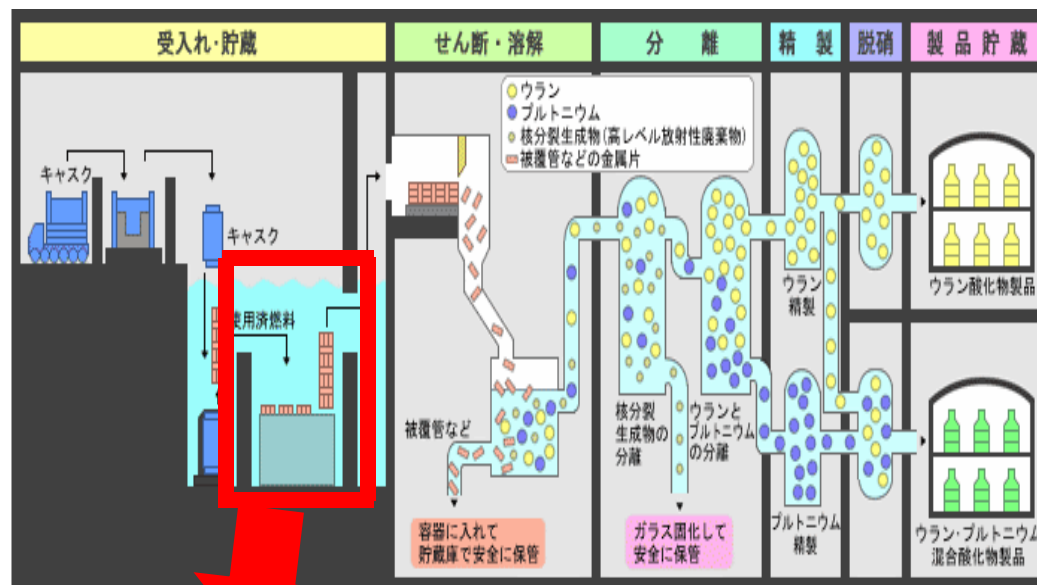 受入れ・貯蔵
せん断・溶解
分離
精製
脱硝
製品貯蔵
ウラン
プルトニウム
核分裂生成物(高レベル放射性廃棄物)
被覆管などの金属片
キャスク
キャスク
使用済燃料
被覆管など
容器に入れて
貯蔵庫で安全に保管
核分裂
生成物の
分離
ウランと
プルトニウム
の分離
ガラス固化して
安全に保管
ウラン
精製
プルトニウム
精製
ウラン酸化物製品
ウラン・プルトニウム
混合酸化物製品